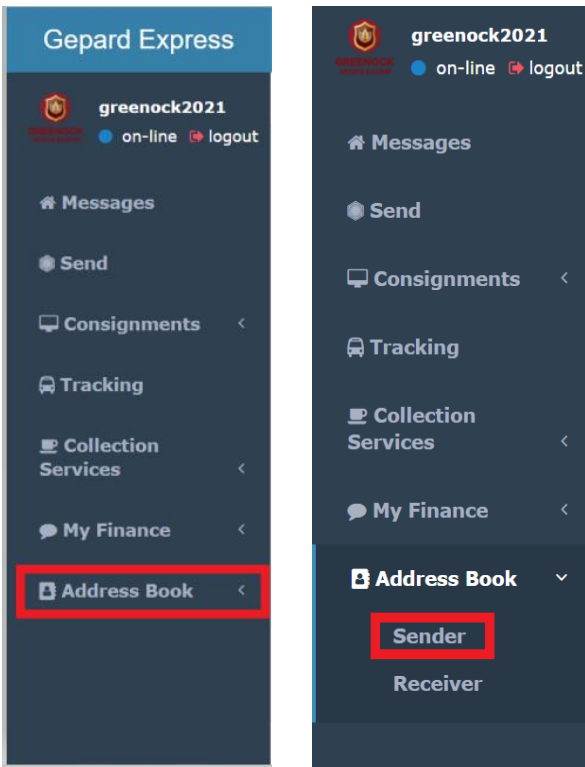 Gepard Express
greenock2021
on-line logout
Messages
Send
Consignments
Tracking
Collection
Services
My Finance
Address Book
greenock2021
GREENOCK
on-line logout
Messages
Send
Consignments
Tracking
Collection
Services
My Finance
Address Book
Sender
Receiver